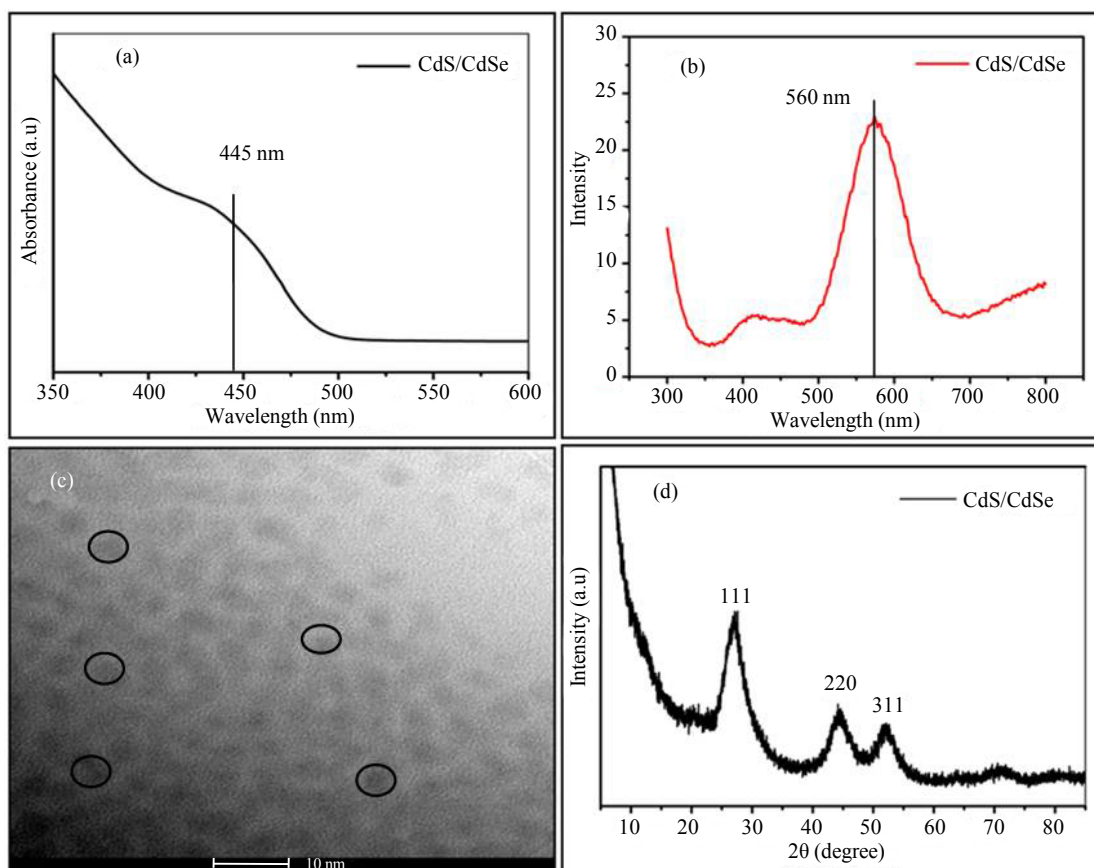 (a)
CdS/CdSe
445 nm
Absorbance (a.u)
350 400 450 500 550 600
Wavelength (nm)
(b)
CdS/CdSe
560 nm
Intensity
30
25
20
15
10
5
0
300 400 500 600 700 800
Wavelength (nm)
(c)
10 nm
(d)
CdS/CdSe
111
220
311
Intensity (a.u)
10 20 30 40 50 60 70 80
2θ (degree)